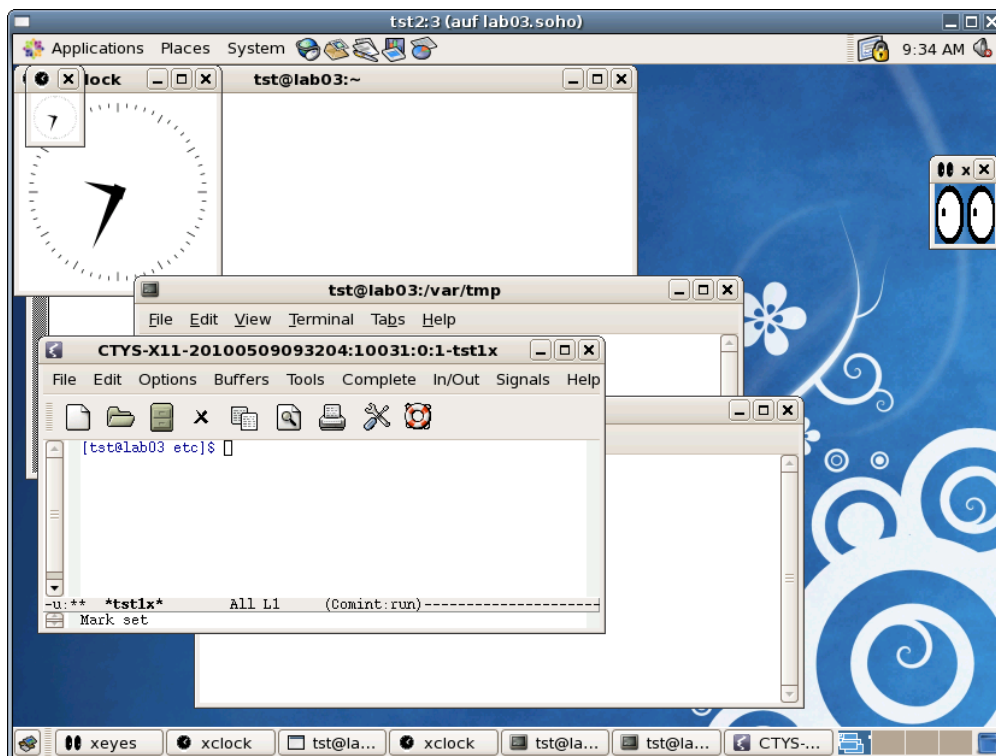 tst2:3 (auf lab03.soho)
Applications Places System 9:34 AM
lock
tst@lab03:~
x
tst@lab03:/var/tmp
File Edit View Terminal Tabs Help
CTYS-X11-20100509093204:10031:0:1-tst1x
File Edit Options Buffers Tools Complete In/Out Signals Help
[tst@lab03 etc]$
-u:** *tst1x* All L1 (Comint:run)----------------------
Mark set
xeyes xclock tst@la... xclock tst@la... tst@la... CTYS-...